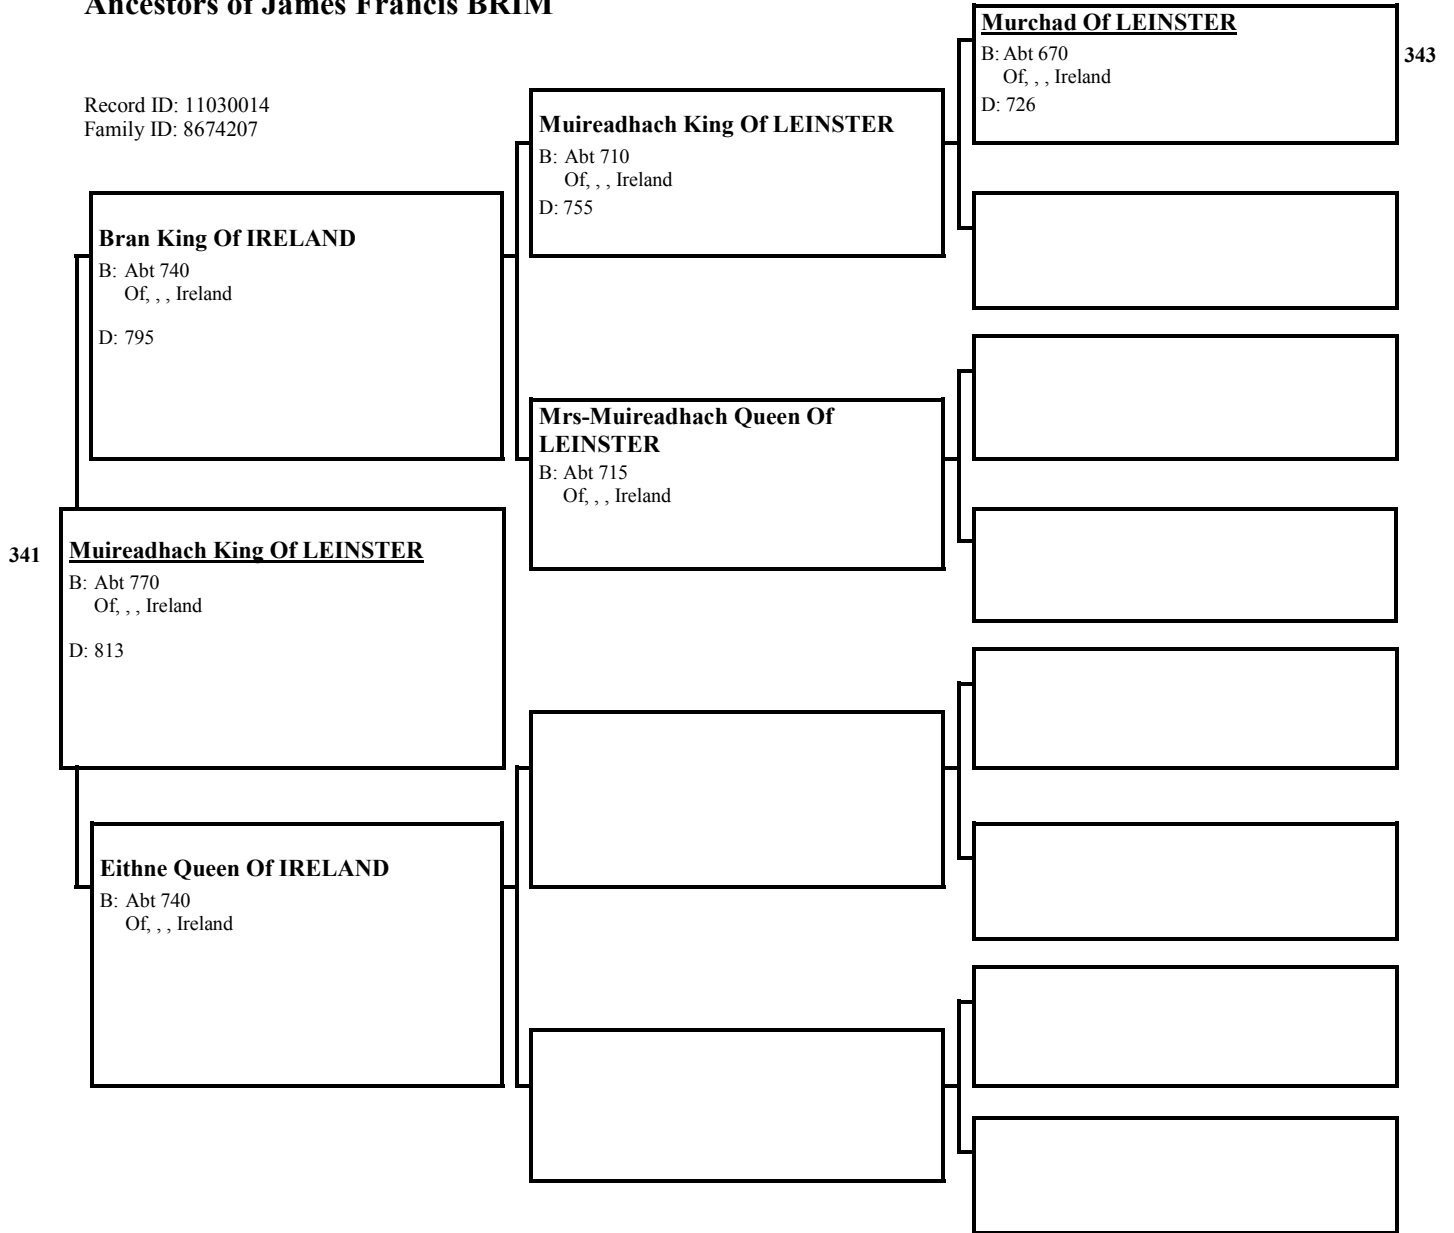 Ancestors of James Francis BRIM
Record ID: 11030014
Family ID: 8674207
Murchad Of LEINSTER
B: Abt 670
Of, , , Ireland
D: 726
343
Muireadhach King Of LEINSTER
B: Abt 710
Of, , , Ireland
D: 755
Bran King Of IRELAND
B: Abt 740
Of, , , Ireland
D: 795
Mrs-Muireadhach Queen Of
LEINSTER
B: Abt 715
Of, , , Ireland
341
Muireadhach King Of LEINSTER
B: Abt 770
Of, , , Ireland
D: 813
Eithne Queen Of IRELAND
B: Abt 740
Of, , , Ireland